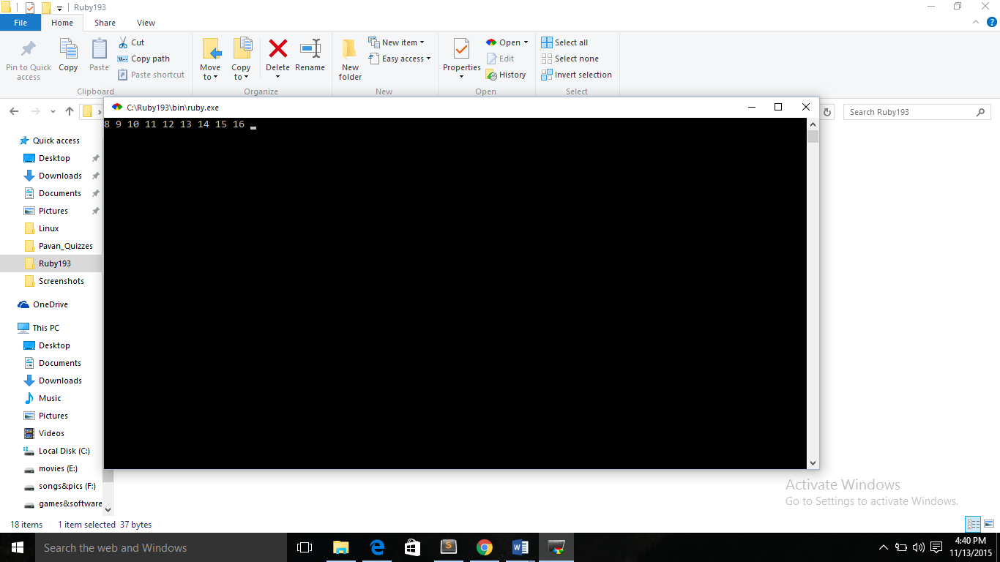 Ruby193
File Home Share View
Pin to Quick access
Copy
Paste
Cut
Copy path
Paste shortcut
Clipboard
Move to
Copy to
Delete
Rename
Organize
New folder
New item
Easy access
New
Properties
Open
Edit
History
Open
Select all
Select none
Invert selection
Select
C:\Ruby193\bin\ruby.exe
Search Ruby193
8 9 10 11 12 13 14 15 16
Quick access
Desktop
Downloads
Documents
Pictures
Linux
Pavan_Quizzes
Ruby193
Screenshots
OneDrive
This PC
Desktop
Documents
Downloads
Music
Pictures
Videos
Local Disk (C:)
movies (E:)
songs&pics (F:)
games&software
Activate Windows
Go to Settings to activate Windows.
18 items 1 item selected 37 bytes
Search the web and Windows
4:40 PM
11/13/2015